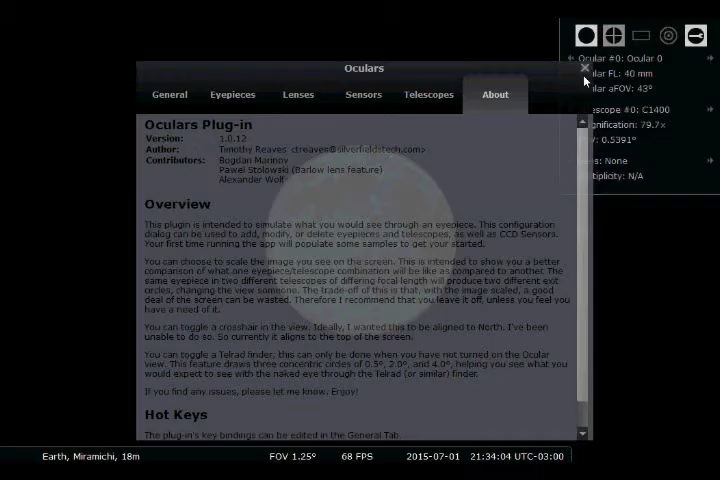 Ocular #0: Ocular 0
Oculars
lar FL: 40 mm
lar aFOV: 43°
General
Eyepieces
Lenses
Sensors
Telescopes
About
escope #0: C1400
agnification: 79.7x
V: 0.5391°
s: None
tiplicity: N/A
Oculars Plug-in
Version: 1.0.12
Author: Timothy Reaves <treaves@silverfieldstech.com>
Contributors: Bogdan Marinov
Pawel Stolowski (Barlow lens feature)
Alexander Wolf
Overview
This plugin is intended to emulate what you would see through an eyepiece. This configuration
dialog can be used to add, modify, or delete eyepieces and telescopes, as well as CCD Sensors.
Your first time running the app will populate some samples to get your started.
You can choose to scale the image you see on the screen. This is intended to show you a better
comparison of what one eyepiece/telescope combination will be like as compared to another. The
same eyepiece in two different telescopes of differing focal length will produce two different exit
circles, changing the view someone. The trade-off of this is that, with the image scaled, a good
deal of the screen can be wasted. Therefore I recommend that you leave it off, unless you feel you
have a need of it.
You can toggle a crosshair in the view. Ideally, I wanted this to be aligned to North. I've been
unable to do so. So currently it aligns to the top of the screen.
You can toggle a Telrad finder; this can only be done when you have not turned on the Ocular
view. This feature draws three concentric circles of 0.5°, 2.0°, and 4.0°, helping you see what you
would expect to see with the naked eye through the Telrad (or similar) finder.
If you find any issues, please let me know. Enjoy!
Hot Keys
The plug-in's key bindings can be edited in the General Tab.
Earth, Miramichi, 18m
FOV 1.25°
68 FPS
2015-07-01
21:34:04 UTC-03:00